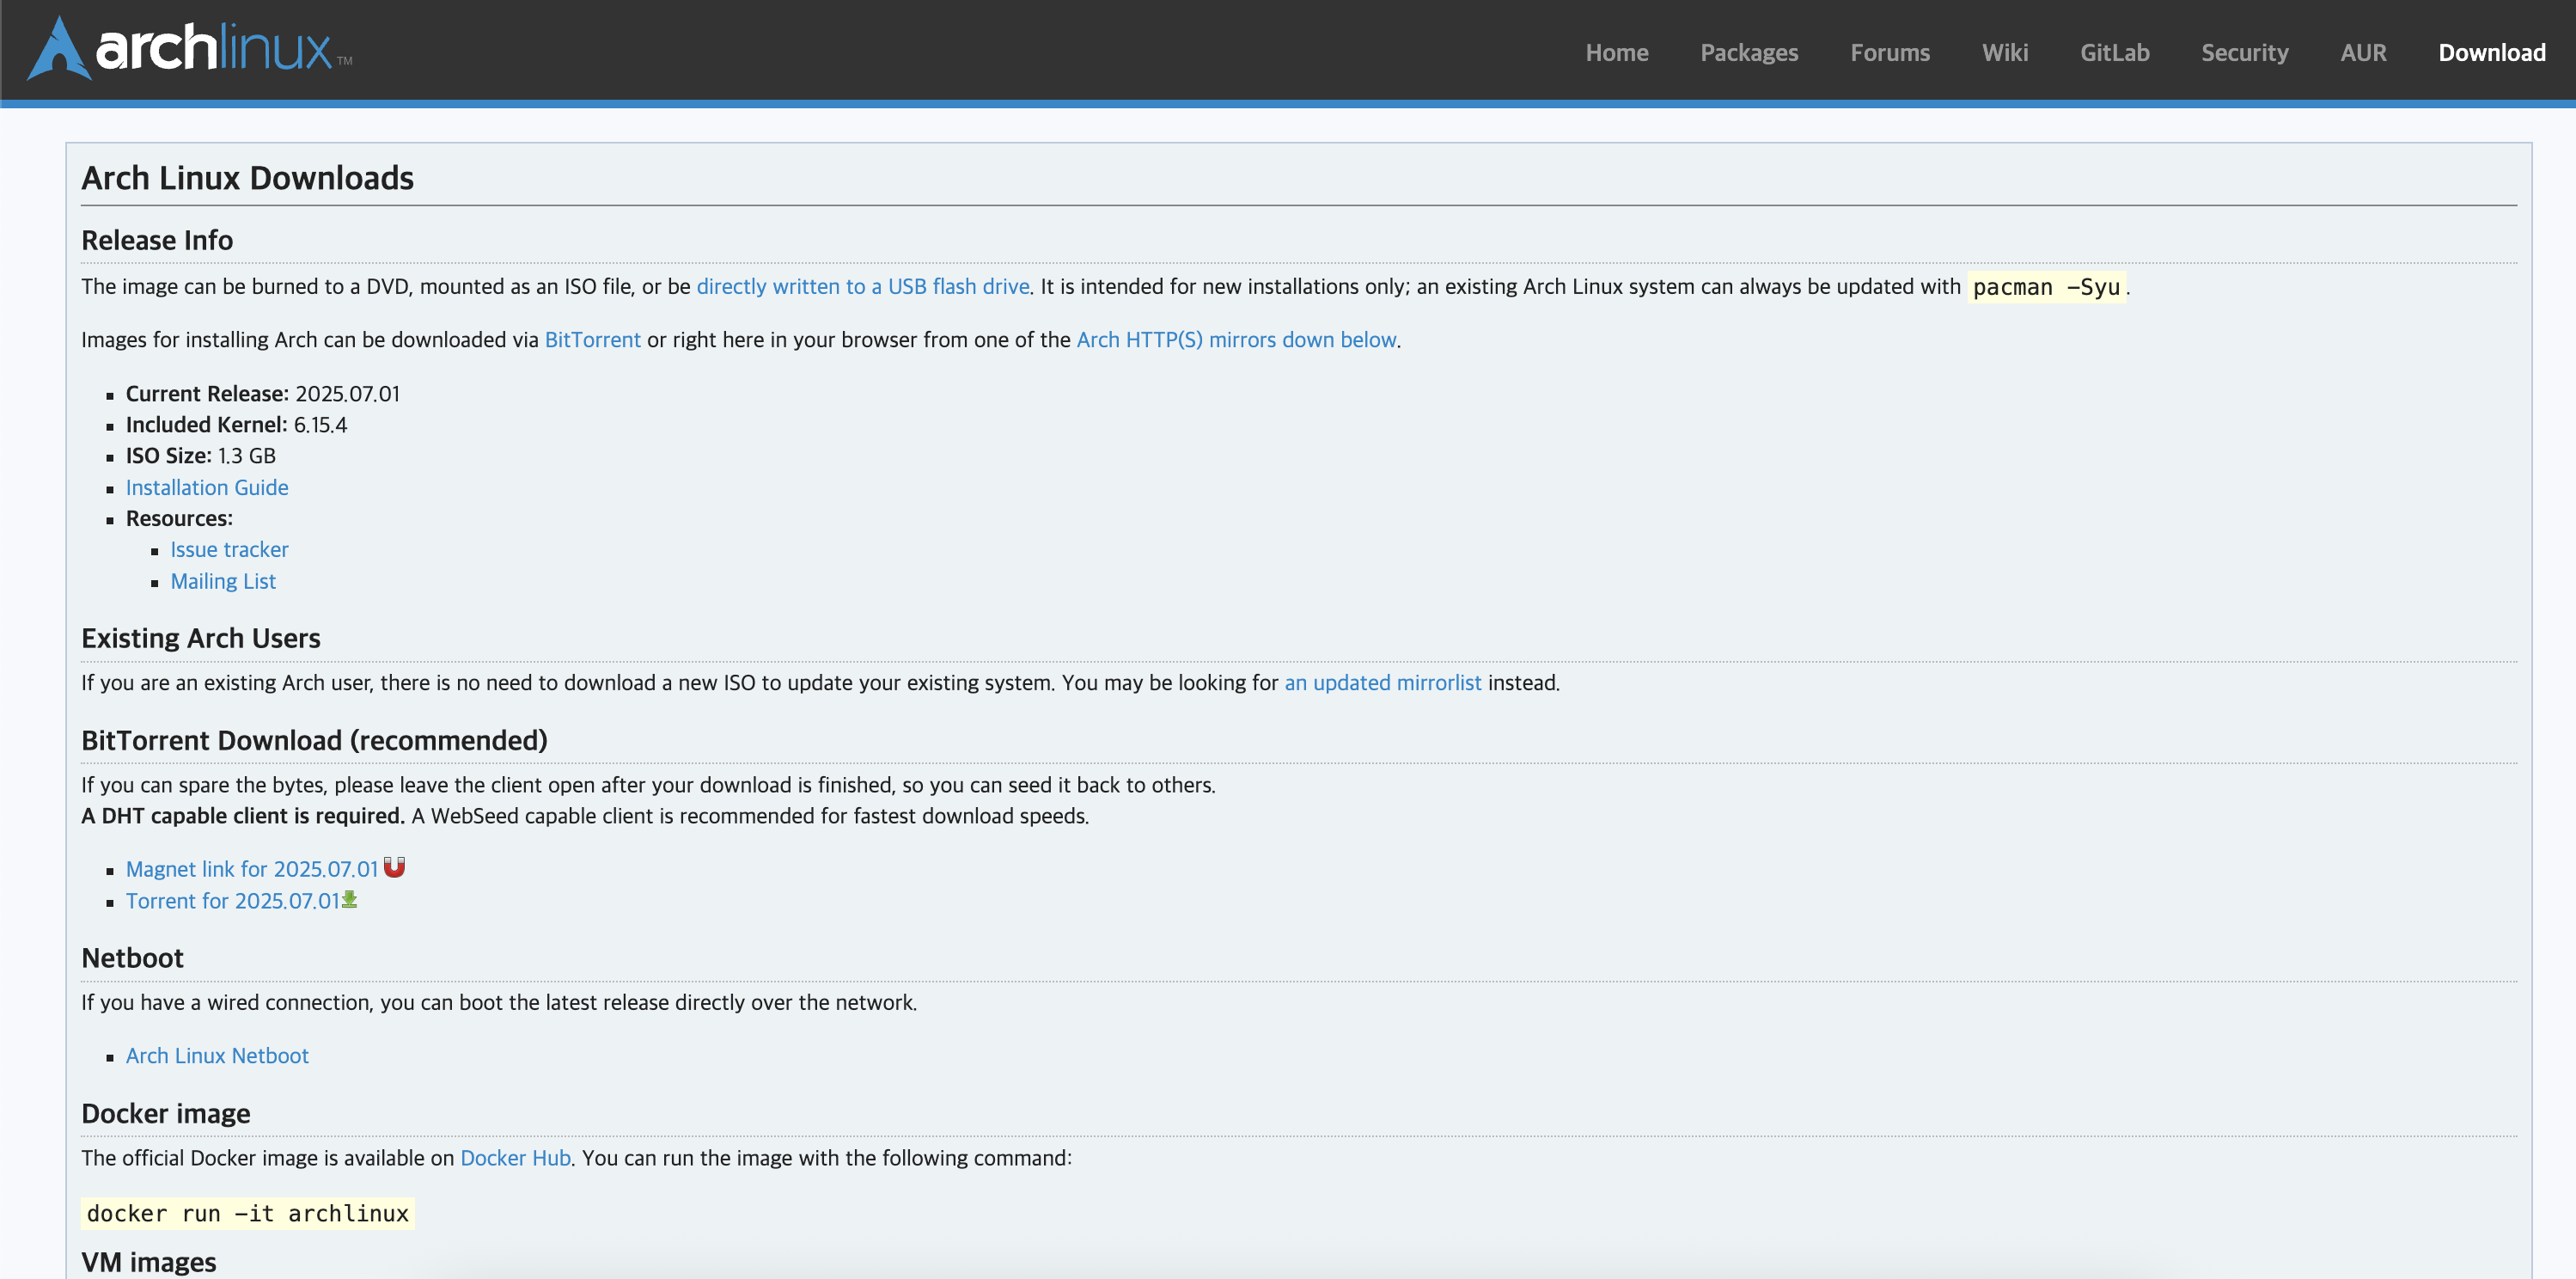 archlinux™
Home Packages Forums Wiki GitLab Security AUR Download
Arch Linux Downloads
Release Info
The image can be burned to a DVD, mounted as an ISO file, or be directly written to a USB flash drive. It is intended for new installations only; an existing Arch Linux system can always be updated with pacman -Syu.
Images for installing Arch can be downloaded via BitTorrent or right here in your browser from one of the Arch HTTP(S) mirrors down below.
Current Release: 2025.07.01
Included Kernel: 6.15.4
ISO Size: 1.3 GB
Installation Guide
Resources:
Issue tracker
Mailing List
Existing Arch Users
If you are an existing Arch user, there is no need to download a new ISO to update your existing system. You may be looking for an updated mirrorlist instead.
BitTorrent Download (recommended)
If you can spare the bytes, please leave the client open after your download is finished, so you can seed it back to others.
A DHT capable client is required. A WebSeed capable client is recommended for fastest download speeds.
Magnet link for 2025.07.01
Torrent for 2025.07.01
Netboot
If you have a wired connection, you can boot the latest release directly over the network.
Arch Linux Netboot
Docker image
The official Docker image is available on Docker Hub. You can run the image with the following command:
docker run -it archlinux
VM images